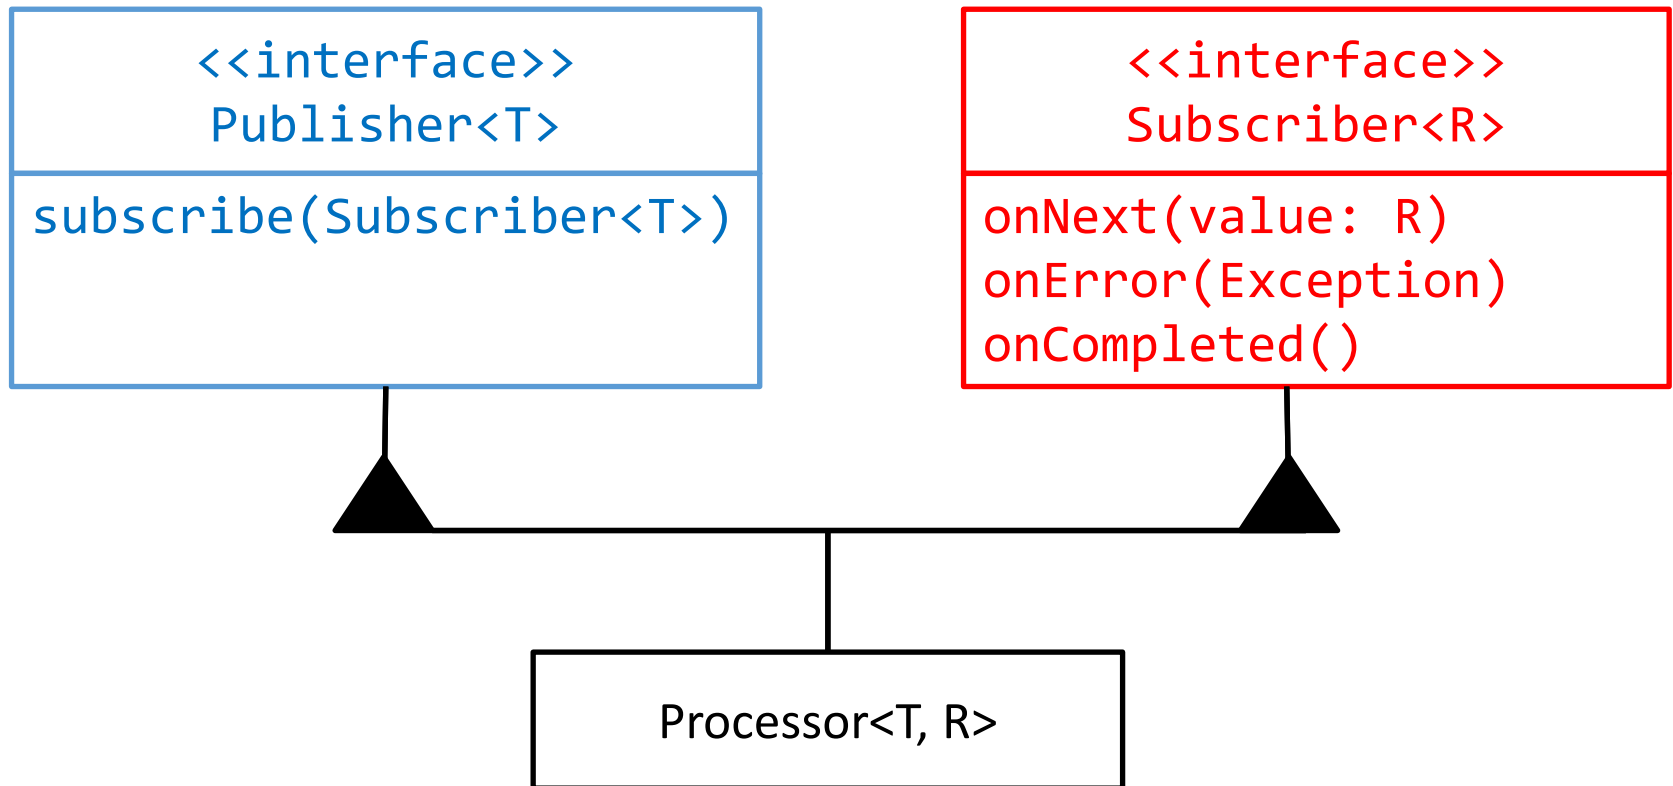 <<interface>>
Publisher<T>
subscribe(Subscriber<T>)
<<interface>>
Subscriber<R>
onNext(value: R)
onError(Exception)
onCompleted()
Processor<T, R>